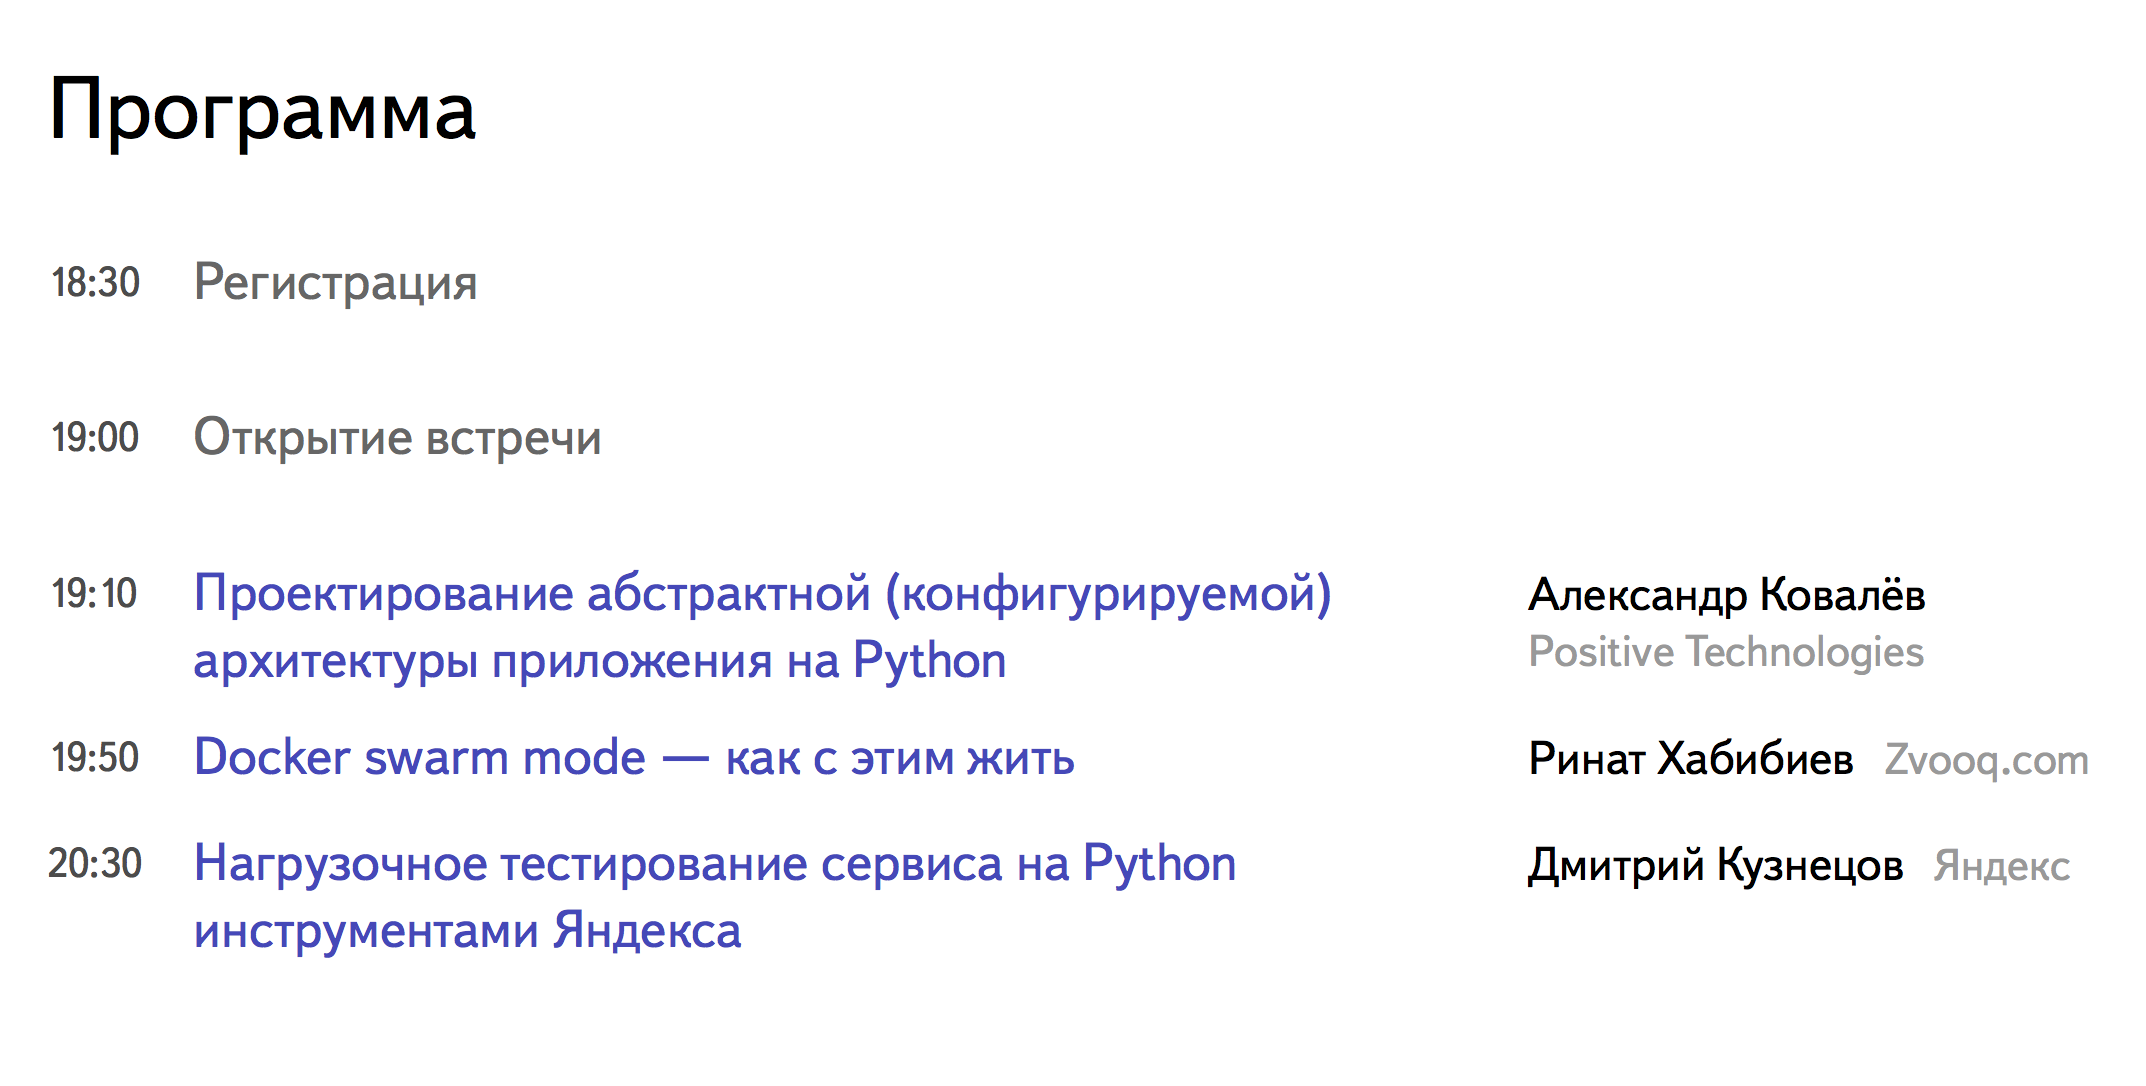 Программа
18:30 Регистрация
19:00 Открытие встречи
19:10 Проектирование абстрактной (конфигурируемой) Александр Ковалёв
архитектуры приложения на Python Positive Technologies
19:50 Docker swarm mode — как с этим жить Ринат Хабибиев Zvooq.com
20:30 Нагрузочное тестирование сервиса на Python Дмитрий Кузнецов Яндекс
инструментами Яндекса